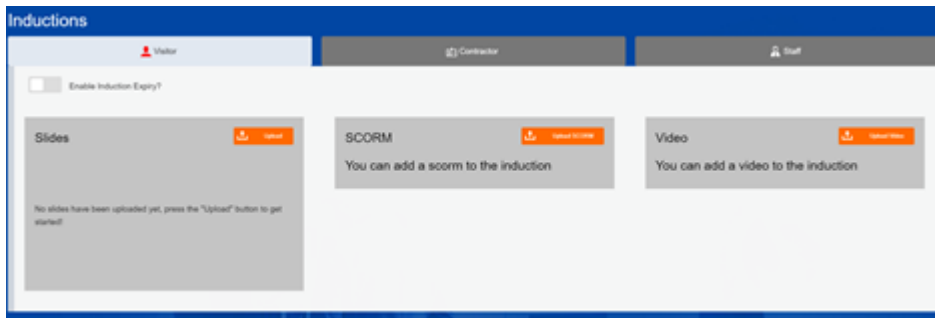 Inductions
Visitor
Contractor
Staff
Enable Induction Expiry?
Slides
Upload
SCORM
Upload SCORM
You can add a scorm to the induction
Video
Upload Video
You can add a video to the induction
No slides have been uploaded yet, press the "Upload" button to get
started!